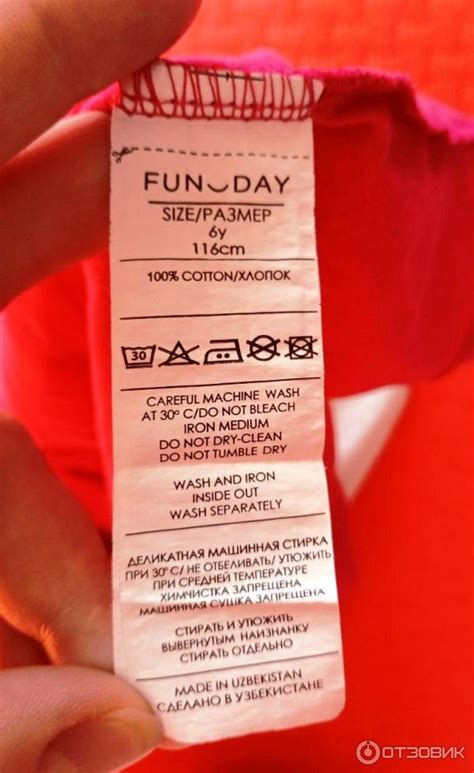 FUN DAY
SIZE/РАЗМЕР
6y
116cm
100% COTTON/ХЛОПОК
30
CAREFUL MACHINE WASH
AT 30° C/DO NOT BLEACH
IRON MEDIUM
DO NOT DRY-CLEAN
DO NOT TUMBLE DRY
WASH AND IRON
INSIDE OUT
WASH SEPARATELY
ДЕЛИКАТНАЯ МАШИННАЯ СТИРКА
ПРИ 30°С/ НЕ ОТБЕЛИВАТЬ/ УТЮЖИТЬ
ПРИ СРЕДНЕЙ ТЕМПЕРАТУРЕ
ХИМЧИСТКА ЗАПРЕЩЕНА
МАШИННАЯ СУШКА ЗАПРЕЩЕНА
СТИРАТЬ И УТЮЖИТЬ
ВЫВЕРНУТЫМ НАИЗНАНКУ
СТИРАТЬ ОТДЕЛЬНО
MADE IN UZBEKISTAN
СДЕЛАНО В УЗБЕКИСТАНЕ
ОТЗОВИК